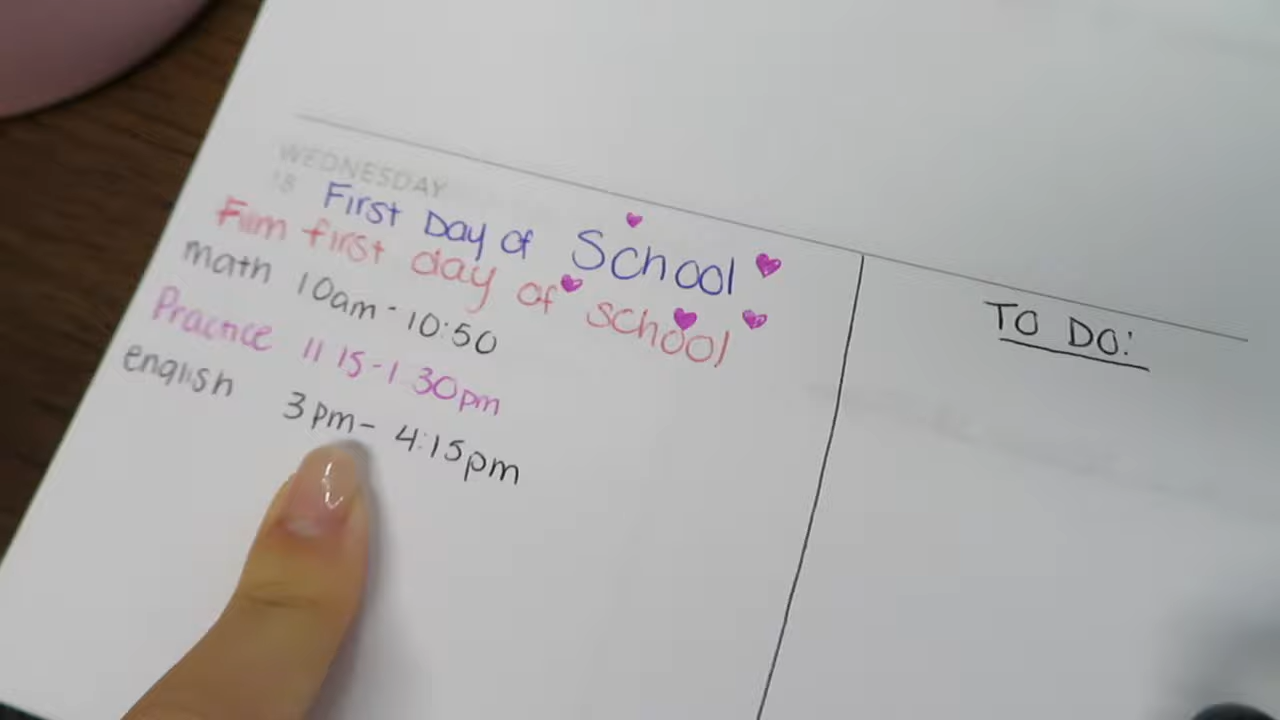 WEDNESDAY
18 First Day of School
Film first day of school
math 10am - 10:50
Practice 11 15 - 1 30pm
english 3pm - 4:15pm
TO DO: